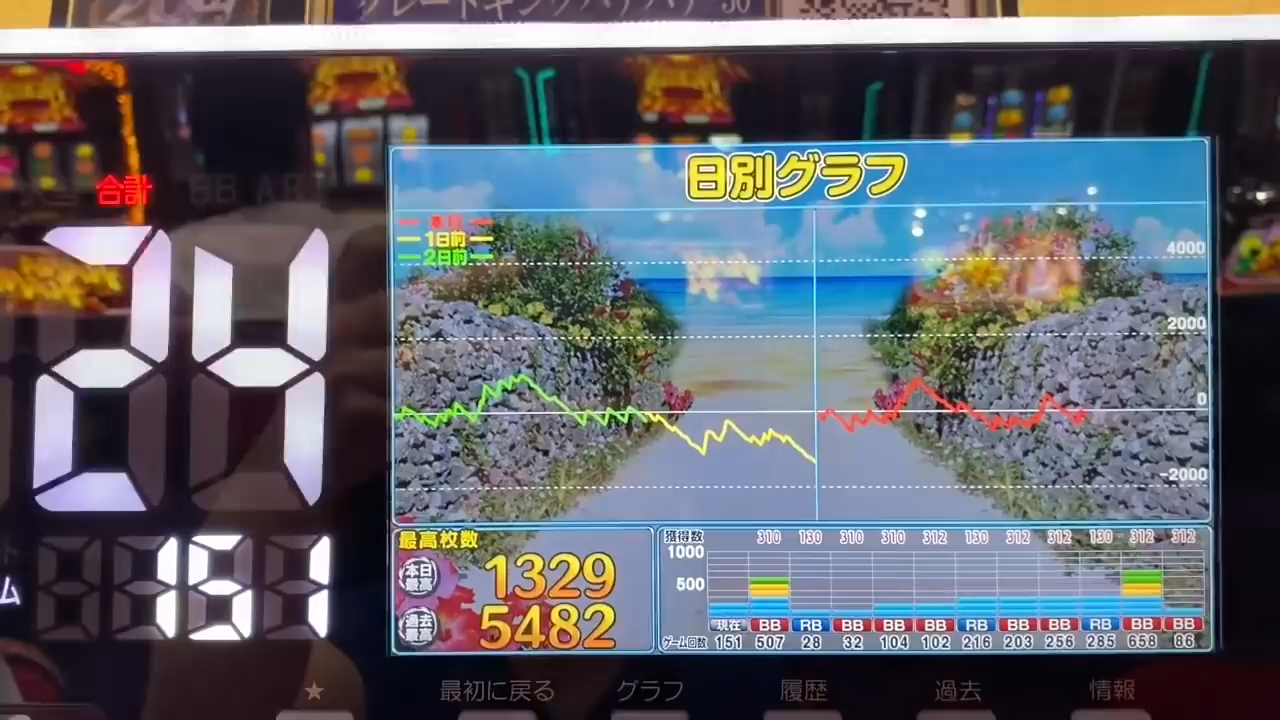 グレートキングハナハナ-30
合計
BB
24
151
日別グラフ
本日
1日前
2日前
4000
2000
0
-2000
最高枚数
本日最高 1329
過去最高 5482
獲得数 310 130 310 310 312 130 312 312 130 312 312
1000
500
現在 BB RB BB BB BB RB BB BB RB BB BB
ゲーム回数 151 507 28 32 104 102 216 203 256 285 658 86
★ 最初に戻る グラフ 履歴 過去 情報